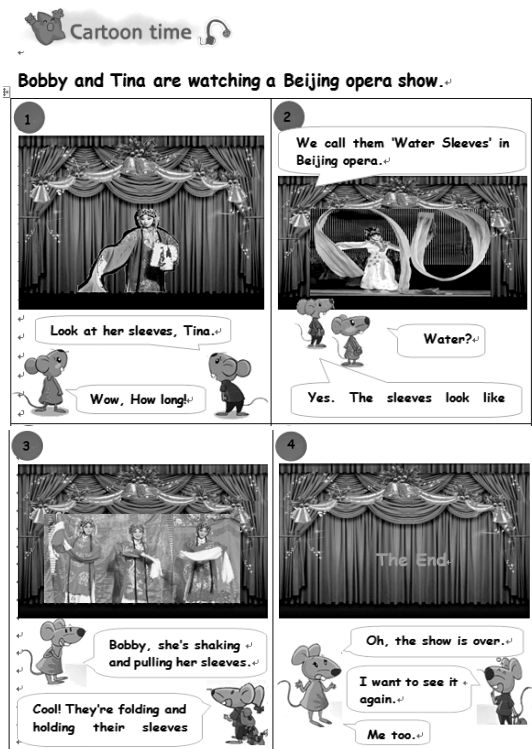 Cartoon time
Bobby and Tina are watching a Beijing opera show.
1
2
We call them 'Water Sleeves' in
Beijing opera.
Look at her sleeves, Tina.
Wow, How long!
Water?
Yes. The sleeves look like
3
4
The End
Bobby, she's shaking
and pulling her sleeves.
Cool! They're folding and
holding their sleeves
Oh, the show is over.
I want to see it
again.
Me too.